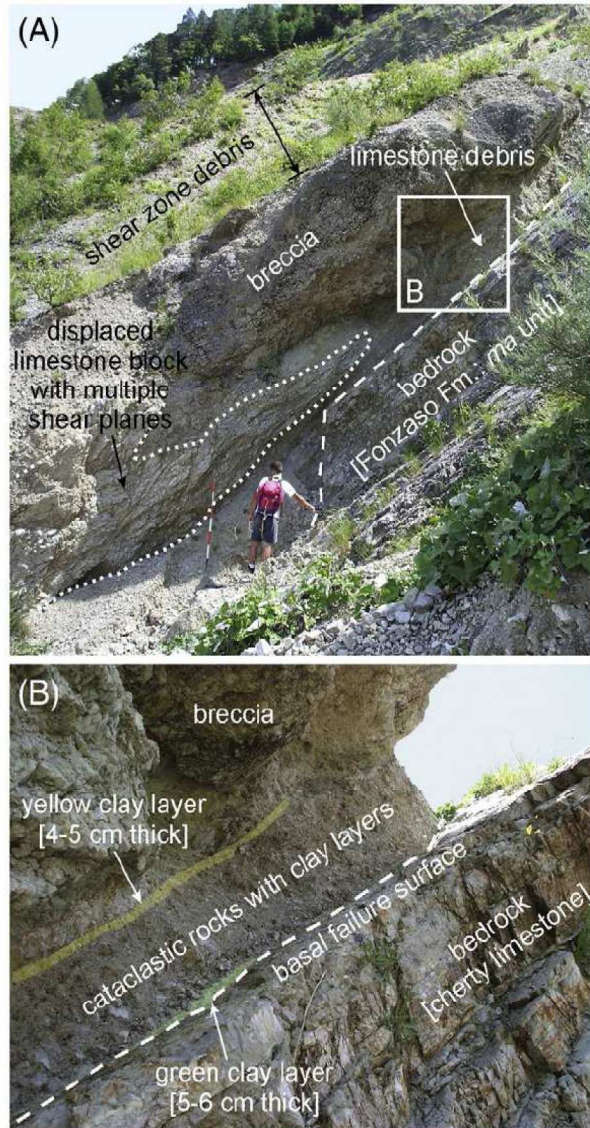 (A)
shear zone debris
limestone debris
breccia
B
displaced
limestone block
with multiple
shear planes
bedrock
[Fonzaso Fm. - ma unit]
(B)
breccia
yellow clay layer
[4-5 cm thick]
cataclastic rocks with clay layers
basal failure surface
bedrock
[cherty limestone]
green clay layer
[5-6 cm thick]